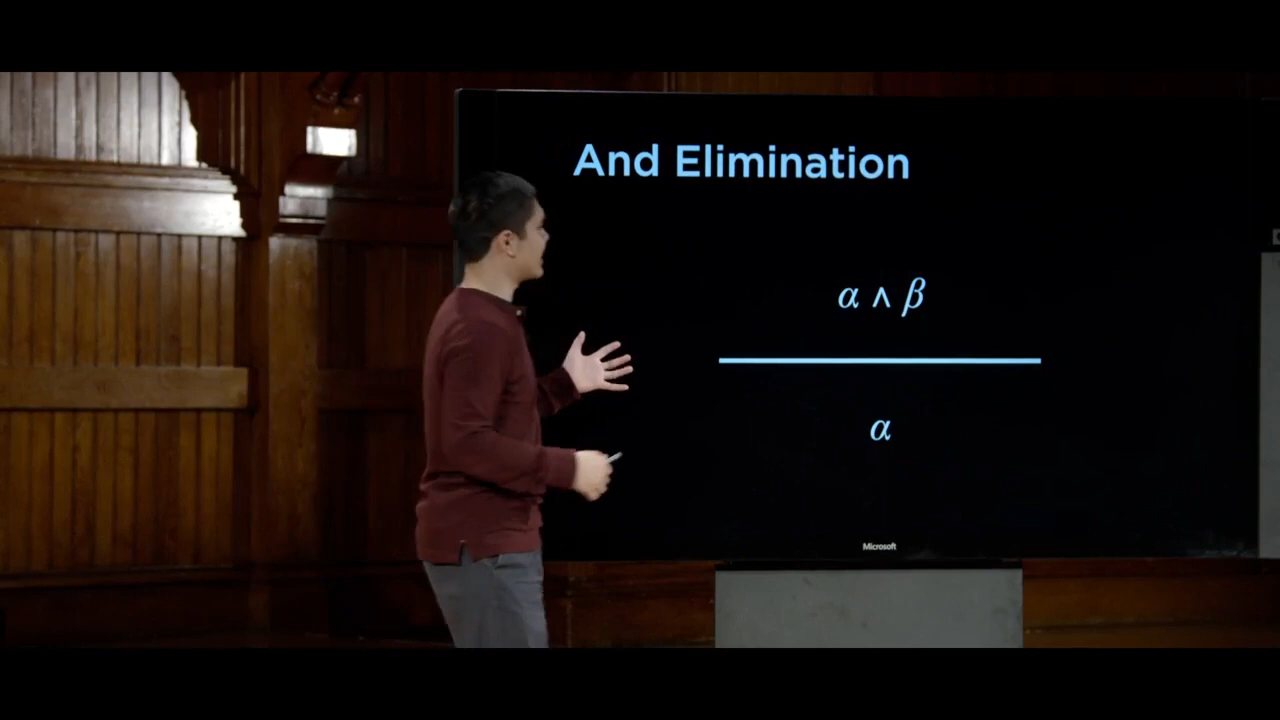 And Elimination
α ∧ β
α
Microsoft